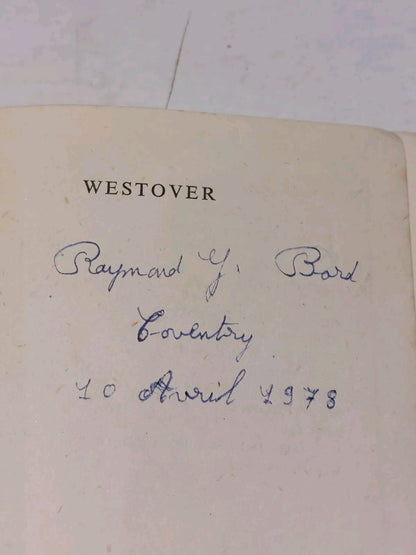 WESTOVER
Raymond Y. Bard
Coventry
10 Avril 1978